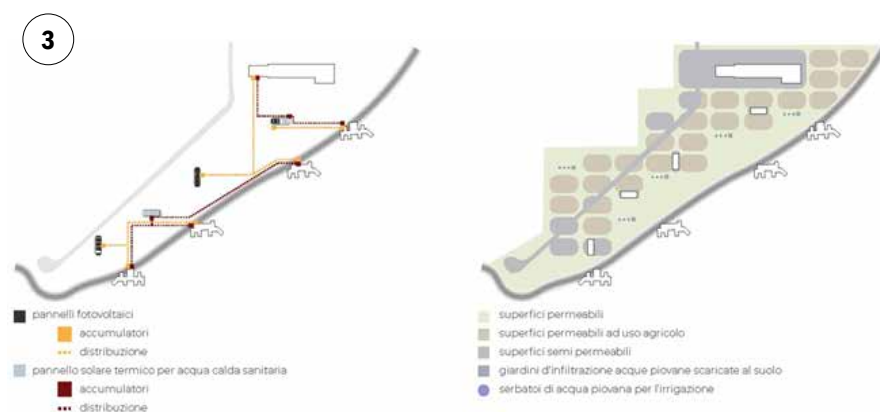 3
pannelli fotovoltaici
accumulatori
distribuzione
pannello solare termico per acqua calda sanitaria
accumulatori
distribuzione
superfici permeabili
superfici permeabili ad uso agricolo
superfici semi permeabili
giardini d'infiltrazione acque piovane scaricate al suolo
serbatoi di acqua piovana per l'irrigazione